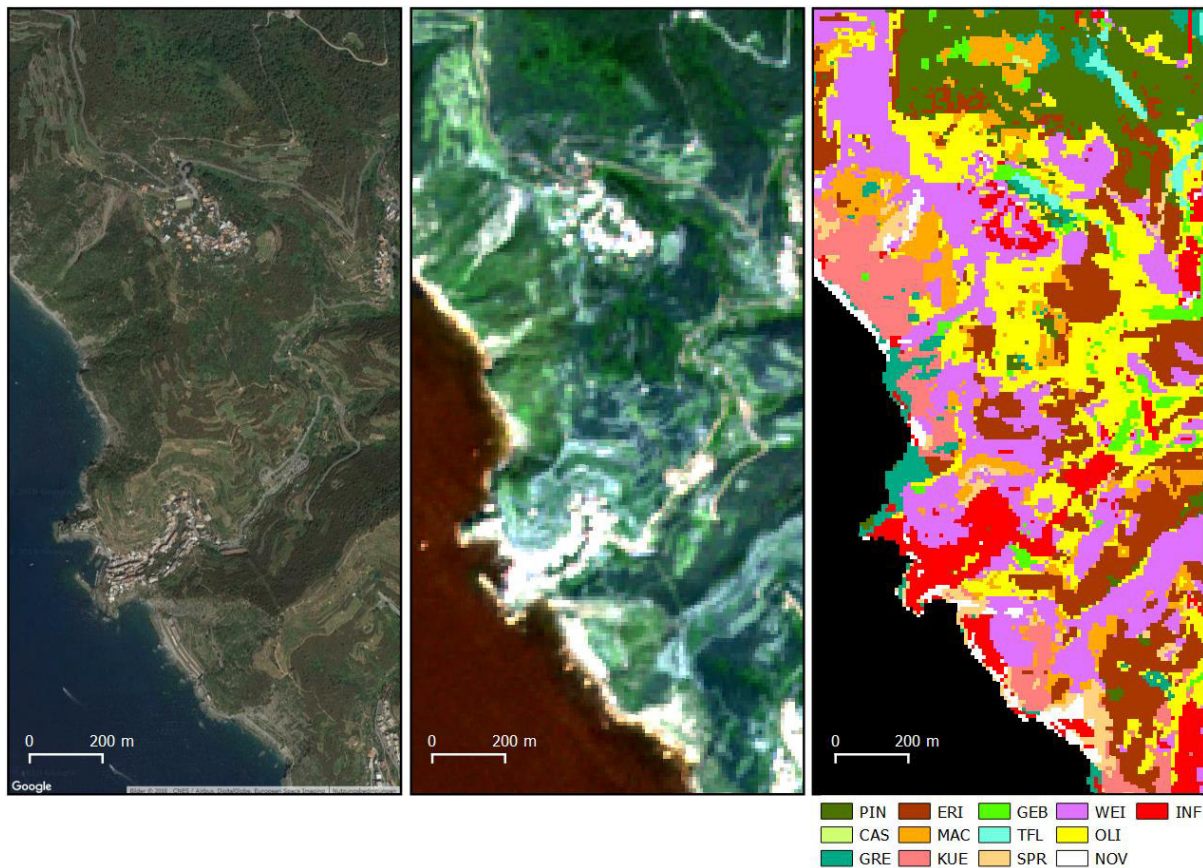 0 200 m
0 200 m
0 200 m
Google
PIN ERI GEB WEI INF
CAS MAC TFL OLI
GRE KUE SPR NOV